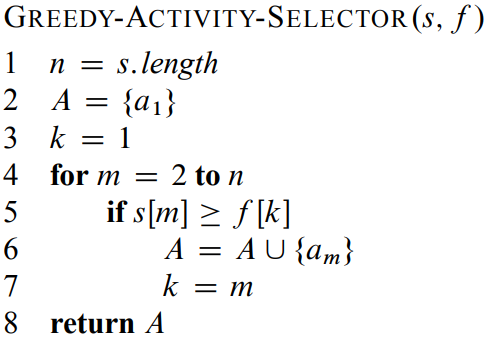 GREEDY-ACTIVITY-SELECTOR(s, f)
1 n = s.length
2 A = {a₁}
3 k = 1
4 for m = 2 to n
5 if s[m] ≥ f[k]
6 A = A ∪ {aₘ}
7 k = m
8 return A